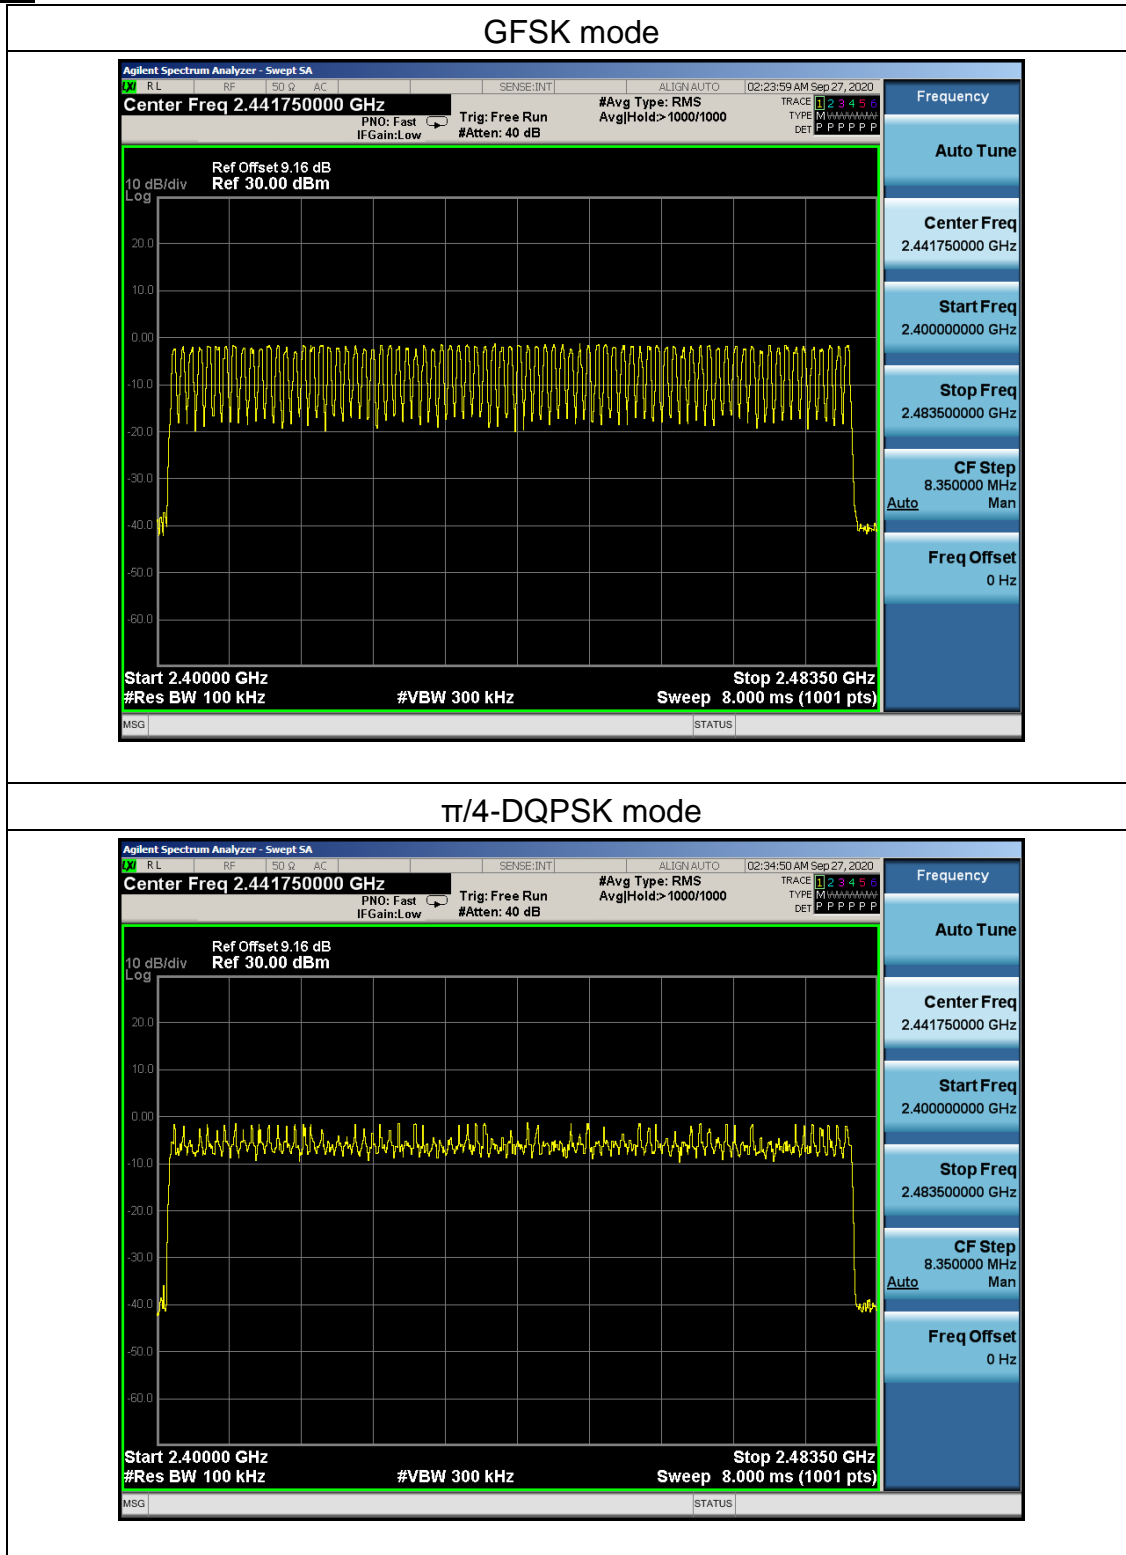 GFSK mode
Agilent Spectrum Analyzer - Swept SA
LXI RL RF 50 Ω AC SENSE:INT ALIGN AUTO 02:23:59 AM Sep 27, 2020
Center Freq 2.441750000 GHz
PNO: Fast
IFGain:Low
Trig: Free Run
#Atten: 40 dB
#Avg Type: RMS
Avg|Hold:>1000/1000
TRACE 1 2 3 4 5 6
TYPE M
DET P P P P P P
Ref Offset 9.16 dB
10 dB/div Ref 30.00 dBm
Log
20.0
10.0
0.00
-10.0
-20.0
-30.0
-40.0
-50.0
-60.0
Start 2.40000 GHz Stop 2.48350 GHz
#Res BW 100 kHz #VBW 300 kHz Sweep 8.000 ms (1001 pts)
MSG STATUS
Frequency
Auto Tune
Center Freq
2.441750000 GHz
Start Freq
2.400000000 GHz
Stop Freq
2.483500000 GHz
CF Step
8.350000 MHz
Auto Man
Freq Offset
0 Hz
π/4-DQPSK mode
Agilent Spectrum Analyzer - Swept SA
LXI RL RF 50 Ω AC SENSE:INT ALIGN AUTO 02:34:50 AM Sep 27, 2020
Center Freq 2.441750000 GHz
PNO: Fast
IFGain:Low
Trig: Free Run
#Atten: 40 dB
#Avg Type: RMS
Avg|Hold:>1000/1000
TRACE 1 2 3 4 5 6
TYPE M
DET P P P P P P
Ref Offset 9.16 dB
10 dB/div Ref 30.00 dBm
Log
20.0
10.0
0.00
-10.0
-20.0
-30.0
-40.0
-50.0
-60.0
Start 2.40000 GHz Stop 2.48350 GHz
#Res BW 100 kHz #VBW 300 kHz Sweep 8.000 ms (1001 pts)
MSG STATUS
Frequency
Auto Tune
Center Freq
2.441750000 GHz
Start Freq
2.400000000 GHz
Stop Freq
2.483500000 GHz
CF Step
8.350000 MHz
Auto Man
Freq Offset
0 Hz